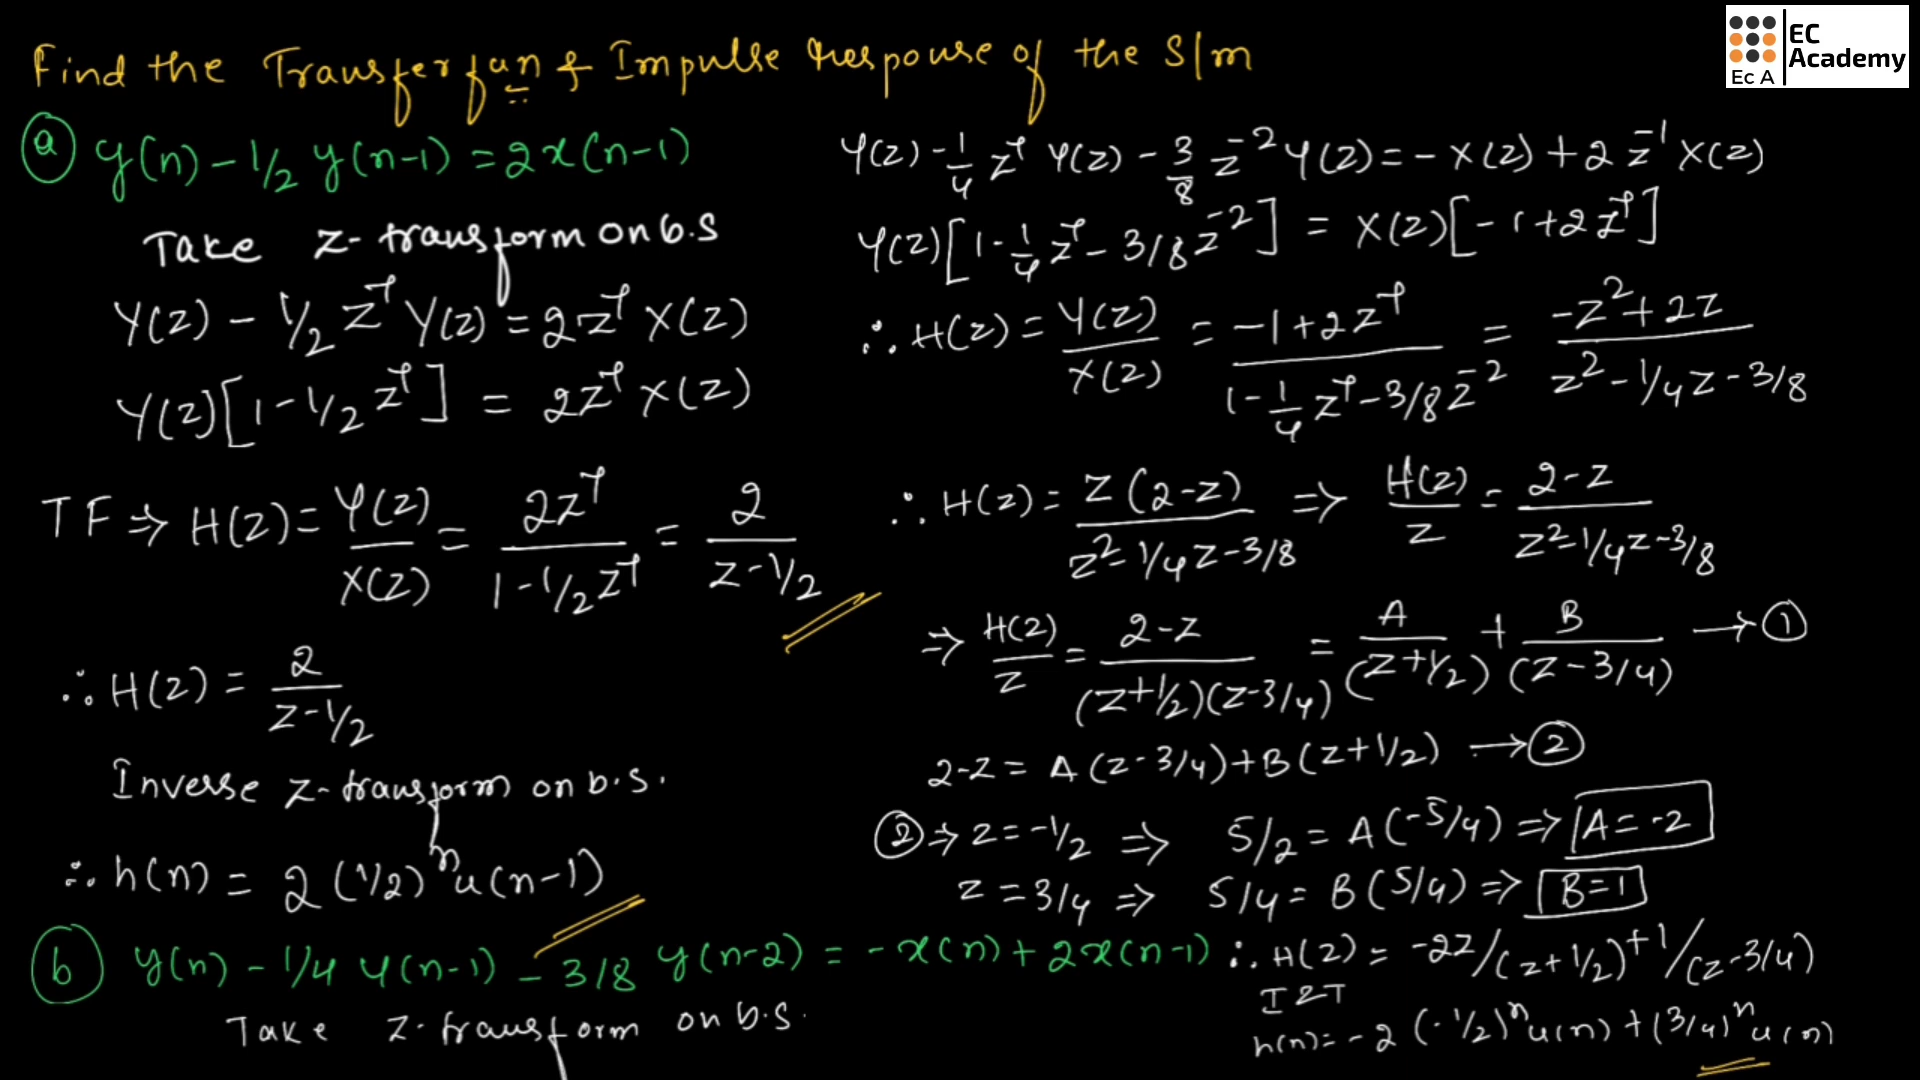 Find the Transfer fun & Impulse Response of the S/m
EC Academy
Ec A
(a) y(n) - 1/2 y(n-1) = 2x(n-1)
Take z-transform on b.s
Y(z) - 1/2 z⁻¹ Y(z) = 2z⁻¹ X(z)
Y(z)[1 - 1/2 z⁻¹] = 2z⁻¹ X(z)
TF ⇒ H(z) = Y(z)/X(z) = 2z⁻¹/(1 - 1/2 z⁻¹) = 2/(z - 1/2)
∴ H(z) = 2/(z - 1/2)
Inverse z-transform on b.s.
∴ h(n) = 2 (1/2)ⁿ u(n-1)
(b) y(n) - 1/4 y(n-1) - 3/8 y(n-2) = -x(n) + 2x(n-1)
Take z-transform on b.s.
Y(z) - 1/4 z⁻¹ Y(z) - 3/8 z⁻² Y(z) = -X(z) + 2 z⁻¹ X(z)
Y(z)[1 - 1/4 z⁻¹ - 3/8 z⁻²] = X(z)[-1 + 2z⁻¹]
∴ H(z) = Y(z)/X(z) = (-1 + 2z⁻¹)/(1 - 1/4 z⁻¹ - 3/8 z⁻²) = (-z² + 2z)/(z² - 1/4 z - 3/8)
∴ H(z) = z(2-z)/(z² - 1/4 z - 3/8) ⇒ H(z)/z = (2-z)/(z² - 1/4 z - 3/8)
⇒ H(z)/z = (2-z)/((z+1/2)(z-3/4)) = A/(z+1/2) + B/(z-3/4) → (1)
2-z = A(z-3/4) + B(z+1/2) → (2)
(2) ⇒ z = -1/2 ⇒ 5/2 = A(-5/4) ⇒ A = -2
z = 3/4 ⇒ 5/4 = B(5/4) ⇒ B = 1
∴ H(z) = -2z/(z+1/2) + 1/(z-3/4)
IZT
h(n) = -2 (-1/2)ⁿ u(n) + (3/4)ⁿ u(n)